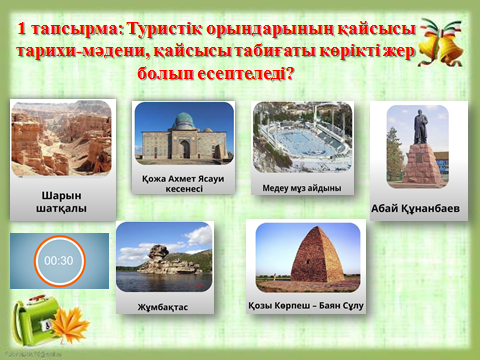 1 тапсырма: Туристік орындарының қайсысы
тарихи-мәдени, қайсысы табиғаты көрікті жер
болып есептеледі?
Шарын
шатқалы
Қожа Ахмет Ясауи
кесенесі
Медеу мұз айдыны
Абай Құнанбаев
00:30
Жұмбақтас
Қозы Көрпеш – Баян Сұлу